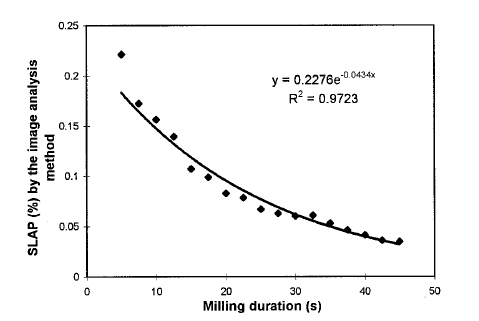 0.25
0.2
0.15
0.1
0.05
0
y = 0.2276e^-0.0434x
R² = 0.9723
SLAP (%) by the image analysis
method
0 10 20 30 40 50
Milling duration (s)